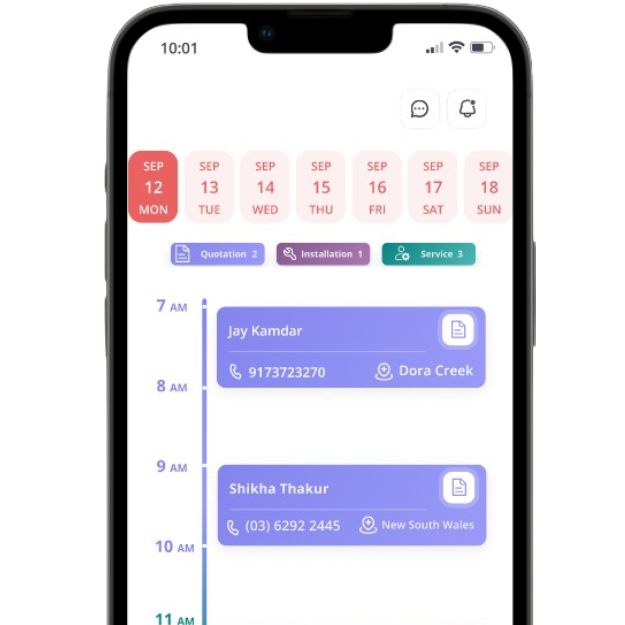 10:01
SEP SEP SEP SEP SEP SEP SEP
12 13 14 15 16 17 18
MON TUE WED THU FRI SAT SUN
Quotation 2 Installation 1 Service 3
7 AM
Jay Kamdar
9173723270 Dora Creek
8 AM
9 AM
Shikha Thakur
(03) 6292 2445 New South Wales
10 AM
11 AM